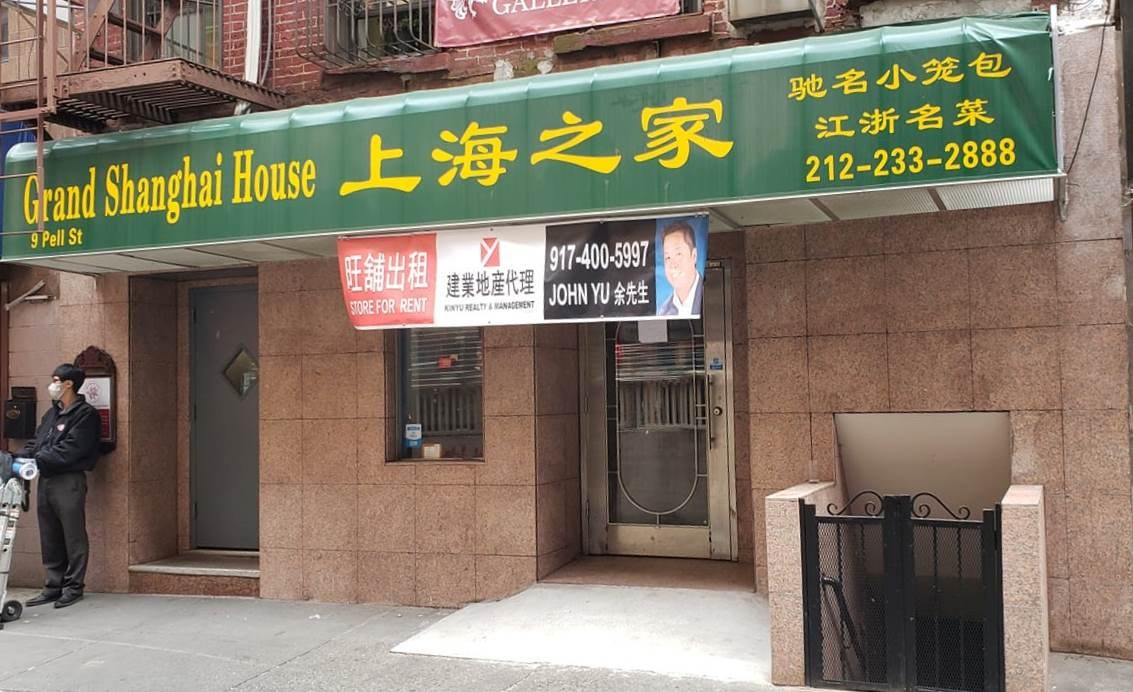 GALLER
Grand Shanghai House 上海之家
9 Pell St
驰名小笼包
江浙名菜
212-233-2888
旺舖出租
STORE FOR RENT
建業地產代理
KINYU REALTY & MANAGEMENT
917-400-5997
JOHN YU 余先生